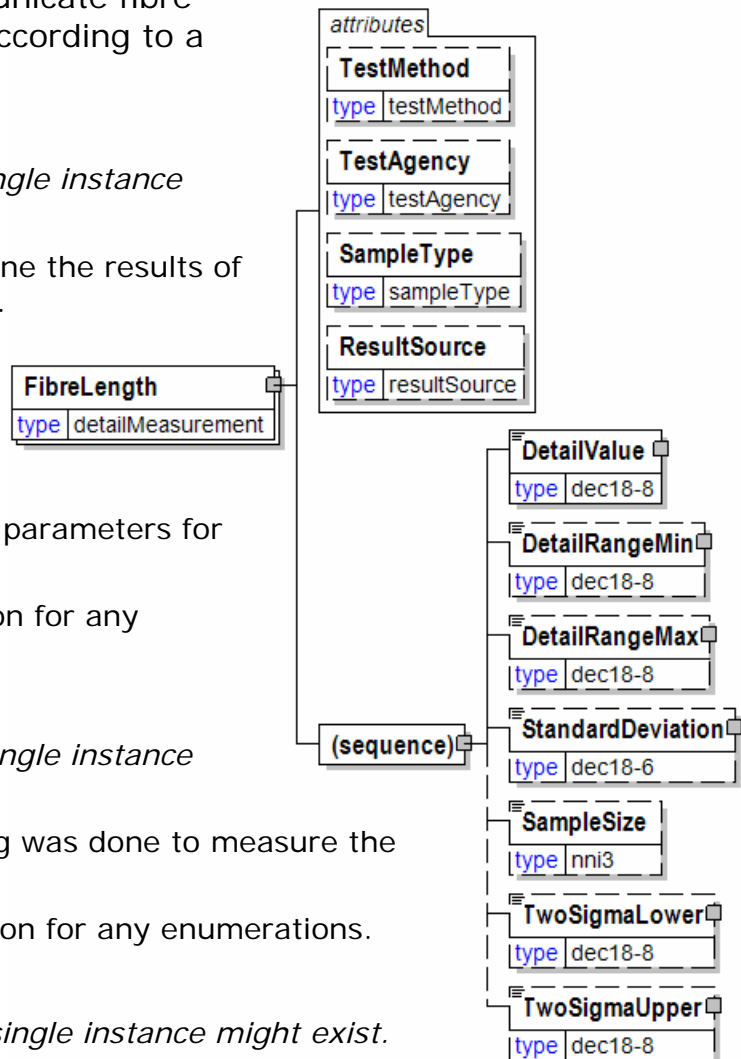 unicate fibre
ccording to a
ngle instance
ne the results of
.
parameters for
on for any
ngle instance
g was done to measure the
on for any enumerations.
single instance might exist.
attributes
TestMethod
type testMethod
TestAgency
type testAgency
SampleType
type sampleType
ResultSource
type resultSource
FibreLength
type detailMeasurement
(sequence)
DetailValue
type dec18-8
DetailRangeMin
type dec18-8
DetailRangeMax
type dec18-8
StandardDeviation
type dec18-6
SampleSize
type nni3
TwoSigmaLower
type dec18-8
TwoSigmaUpper
type dec18-8